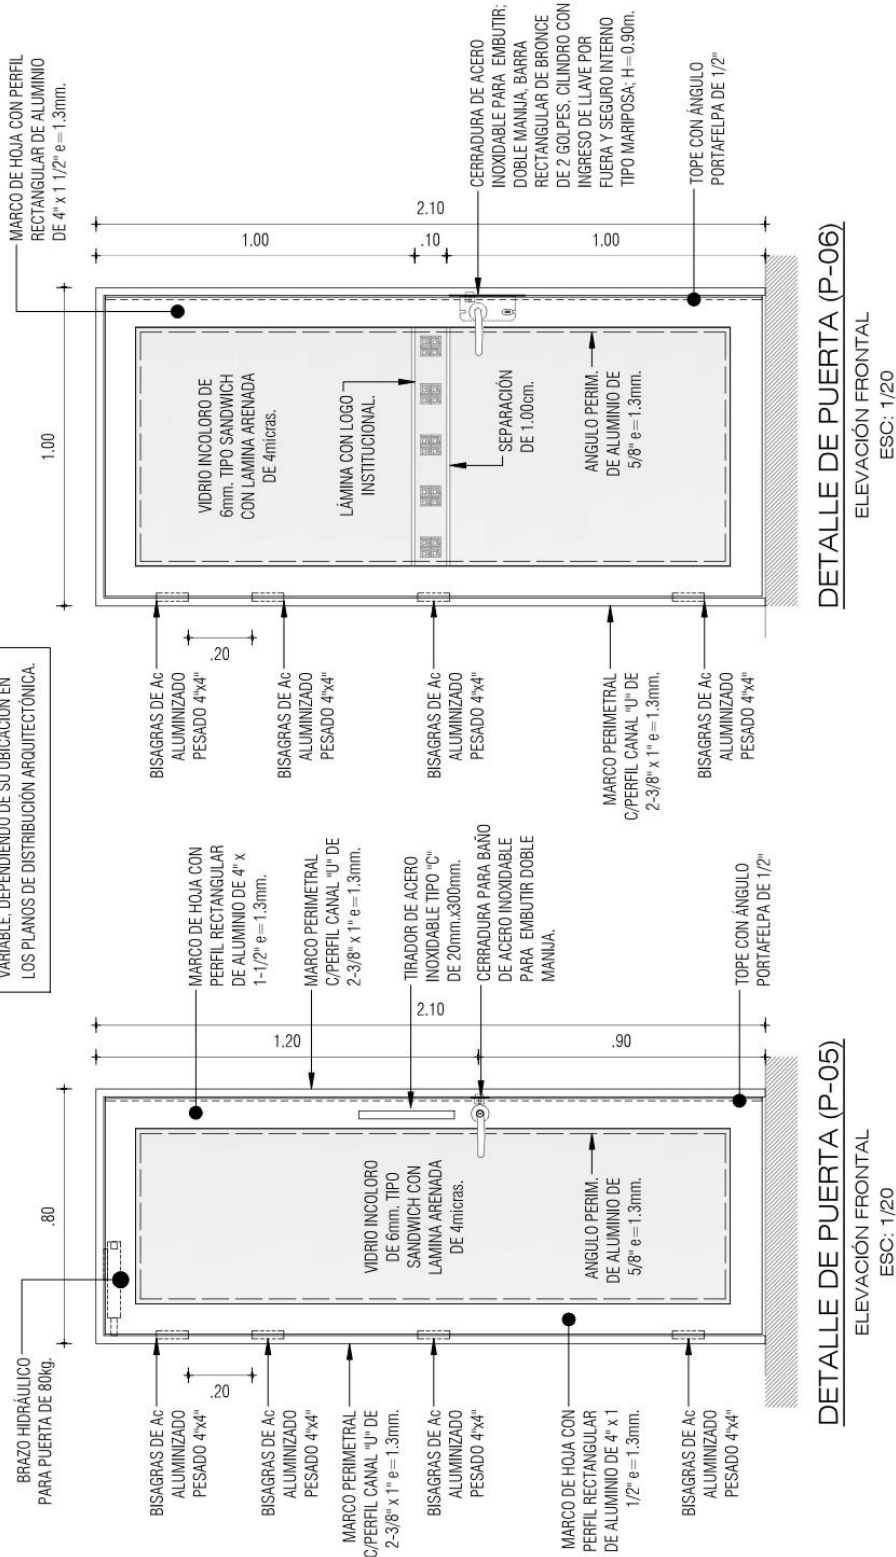 VARIABLE, DEPENDIENDO DE SU UBICACIÓN EN
LOS PLANOS DE DISTRIBUCIÓN ARQUITECTÓNICA.
BRAZO HIDRÁULICO
PARA PUERTA DE 80kg.
.80
BISAGRAS DE Ac
ALUMINIZADO
PESADO 4"x4"
.20
BISAGRAS DE Ac
ALUMINIZADO
PESADO 4"x4"
MARCO PERIMETRAL
C/PERFIL CANAL "U" DE
2-3/8" x 1" e=1.3mm.
BISAGRAS DE Ac
ALUMINIZADO
PESADO 4"x4"
MARCO DE HOJA CON
PERFIL RECTANGULAR
DE ALUMINIO DE 4" x 1
1/2" e=1.3mm.
BISAGRAS DE Ac
ALUMINIZADO
PESADO 4"x4"
VIDRIO INCOLORO
DE 6mm. TIPO
SANDWICH CON
LAMINA ARENADA
DE 4micras.
ANGULO PERIM.
DE ALUMINIO DE
5/8" e=1.3mm.
MARCO DE HOJA CON
PERFIL RECTANGULAR
DE ALUMINIO DE 4" x
1-1/2" e=1.3mm.
MARCO PERIMETRAL
C/PERFIL CANAL "U" DE
2-3/8" x 1" e=1.3mm.
TIRADOR DE ACERO
INOXIDABLE TIPO "C"
DE 20mm.x300mm.
CERRADURA PARA BAÑO
DE ACERO INOXIDABLE
PARA EMBUTIR DOBLE
MANIJA.
TOPE CON ÁNGULO
PORTAFELPA DE 1/2"
1.20
.90
2.10
DETALLE DE PUERTA (P-05)
ELEVACIÓN FRONTAL
ESC: 1/20
MARCO DE HOJA CON PERFIL
RECTANGULAR DE ALUMINIO
DE 4" x 1 1/2" e=1.3mm.
1.00
BISAGRAS DE Ac
ALUMINIZADO
PESADO 4"x4"
.20
BISAGRAS DE Ac
ALUMINIZADO
PESADO 4"x4"
BISAGRAS DE Ac
ALUMINIZADO
PESADO 4"x4"
MARCO PERIMETRAL
C/PERFIL CANAL "U" DE
2-3/8" x 1" e=1.3mm.
BISAGRAS DE Ac
ALUMINIZADO
PESADO 4"x4"
VIDRIO INCOLORO DE
6mm. TIPO SANDWICH
CON LAMINA ARENADA
DE 4micras.
LÁMINA CON LOGO
INSTITUCIONAL.
SEPARACIÓN
DE 1.00cm.
ANGULO PERIM.
DE ALUMINIO DE
5/8" e=1.3mm.
1.00
.10
1.00
2.10
CERRADURA DE ACERO
INOXIDABLE PARA EMBUTIR;
DOBLE MANIJA, BARRA
RECTANGULAR DE BRONCE
DE 2 GOLPES, CILINDRO CON
INGRESO DE LLAVE POR
FUERA Y SEGURO INTERNO
TIPO MARIPOSA; H=0.90m.
TOPE CON ÁNGULO
PORTAFELPA DE 1/2"
DETALLE DE PUERTA (P-06)
ELEVACIÓN FRONTAL
ESC: 1/20